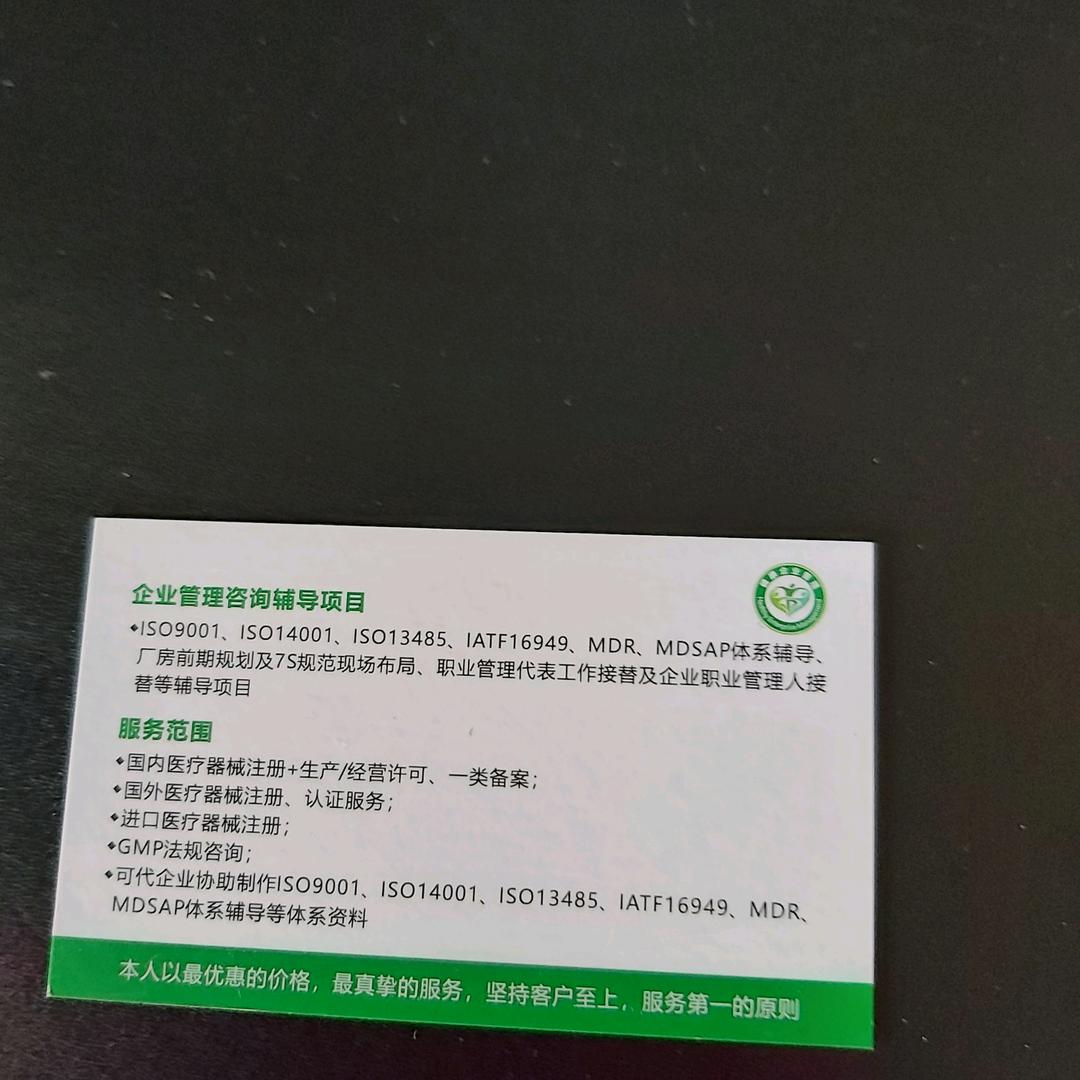 企业管理咨询辅导项目
◆ISO9001、ISO14001、ISO13485、IATF16949、MDR、MDSAP体系辅导、
厂房前期规划及7S规范现场布局、职业管理代表工作接替及企业职业管理人接
替等辅导项目
服务范围
◆国内医疗器械注册+生产/经营许可、一类备案；
◆国外医疗器械注册、认证服务；
◆进口医疗器械注册；
◆GMP法规咨询；
◆可代企业协助制作ISO9001、ISO14001、ISO13485、IATF16949、MDR、
MDSAP体系辅导等体系资料
本人以最优惠的价格，最真挚的服务，坚持客户至上，服务第一的原则